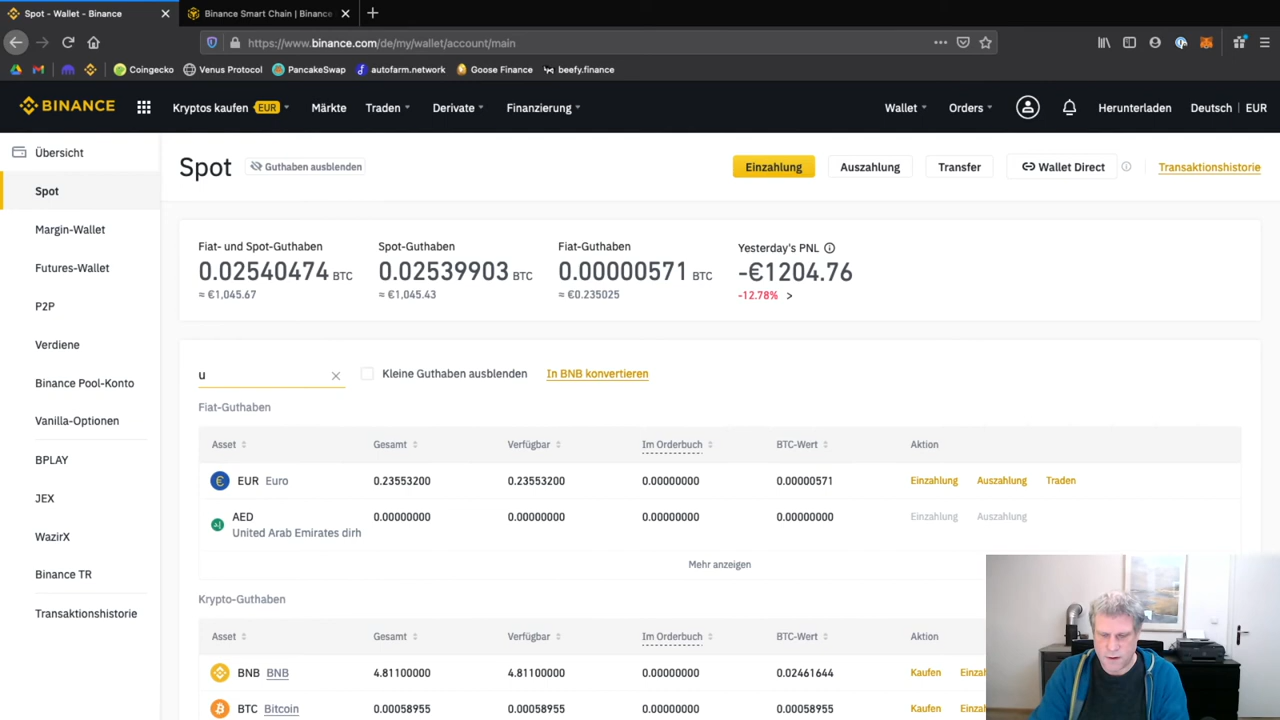 Spot - Wallet - Binance
Binance Smart Chain | Binance
https://www.binance.com/de/my/wallet/account/main
Coingecko
Venus Protocol
PancakeSwap
autofarm.network
Goose Finance
beefy.finance
BINANCE
Kryptos kaufen EUR
Märkte
Traden
Derivate
Finanzierung
Wallet
Orders
Herunterladen
Deutsch | EUR
Übersicht
Spot
Margin-Wallet
Futures-Wallet
P2P
Verdiene
Binance Pool-Konto
Vanilla-Optionen
BPLAY
JEX
WazirX
Binance TR
Transaktionshistorie
Spot
Guthaben ausblenden
Einzahlung
Auszahlung
Transfer
Wallet Direct
Transaktionshistorie
Fiat- und Spot-Guthaben
0.02540474 BTC
≈ €1,045.67
Spot-Guthaben
0.02539903 BTC
≈ €1,045.43
Fiat-Guthaben
0.00000571 BTC
≈ €0.235025
Yesterday's PNL
-€1204.76
-12.78% >
u
Kleine Guthaben ausblenden
In BNB konvertieren
Fiat-Guthaben
Asset Gesamt Verfügbar Im Orderbuch BTC-Wert Aktion
EUR Euro 0.23553200 0.23553200 0.00000000 0.00000571 Einzahlung Auszahlung Traden
AED 0.00000000 0.00000000 0.00000000 0.00000000 Einzahlung Auszahlung
United Arab Emirates dirh
Mehr anzeigen
Krypto-Guthaben
Asset Gesamt Verfügbar Im Orderbuch BTC-Wert Aktion
BNB BNB 4.81100000 4.81100000 0.00000000 0.02461644 Kaufen Einzal
BTC Bitcoin 0.00058955 0.00058955 0.00000000 0.00058955 Kaufen Einzal